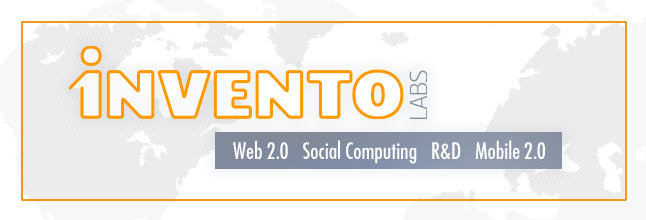 iNVENTO LABS
Web 2.0 Social Computing R&D Mobile 2.0